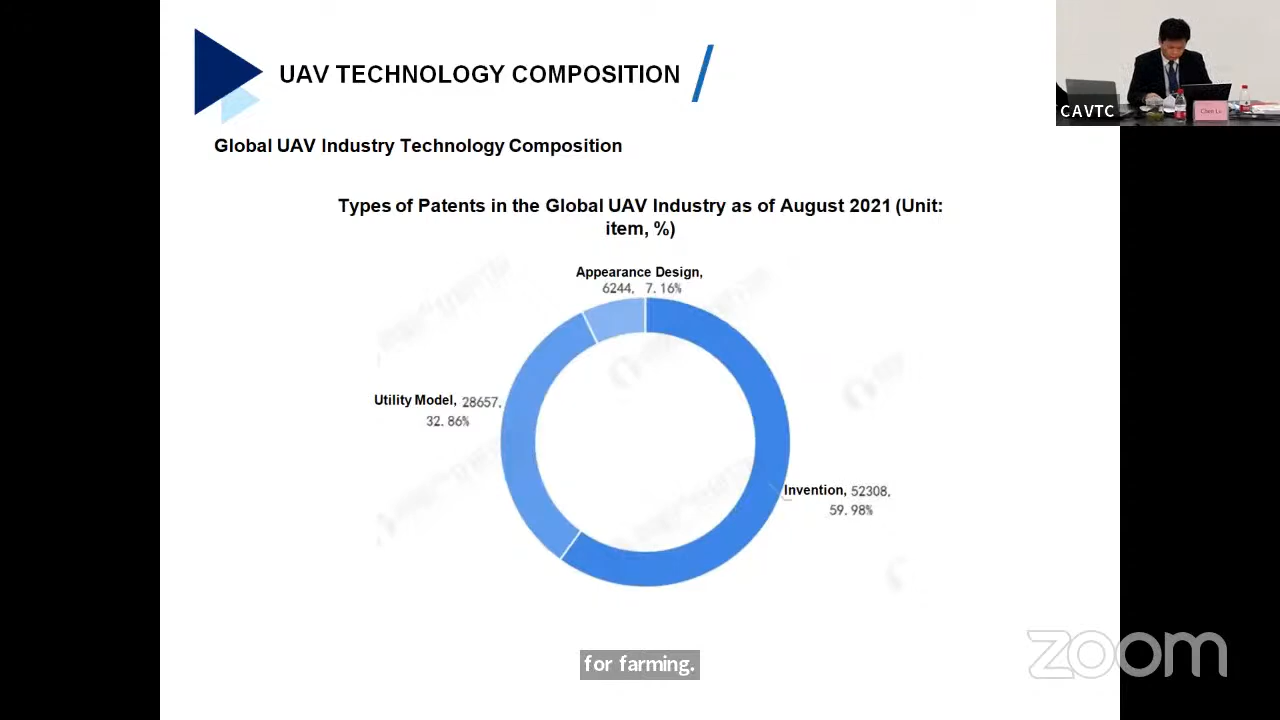 UAV TECHNOLOGY COMPOSITION
CAVTC
Global UAV Industry Technology Composition
Types of Patents in the Global UAV Industry as of August 2021 (Unit:
item, %)
Appearance Design,
6244, 7.16%
Utility Model, 28657,
32.86%
Invention, 52308,
59.98%
for farming.
zoom